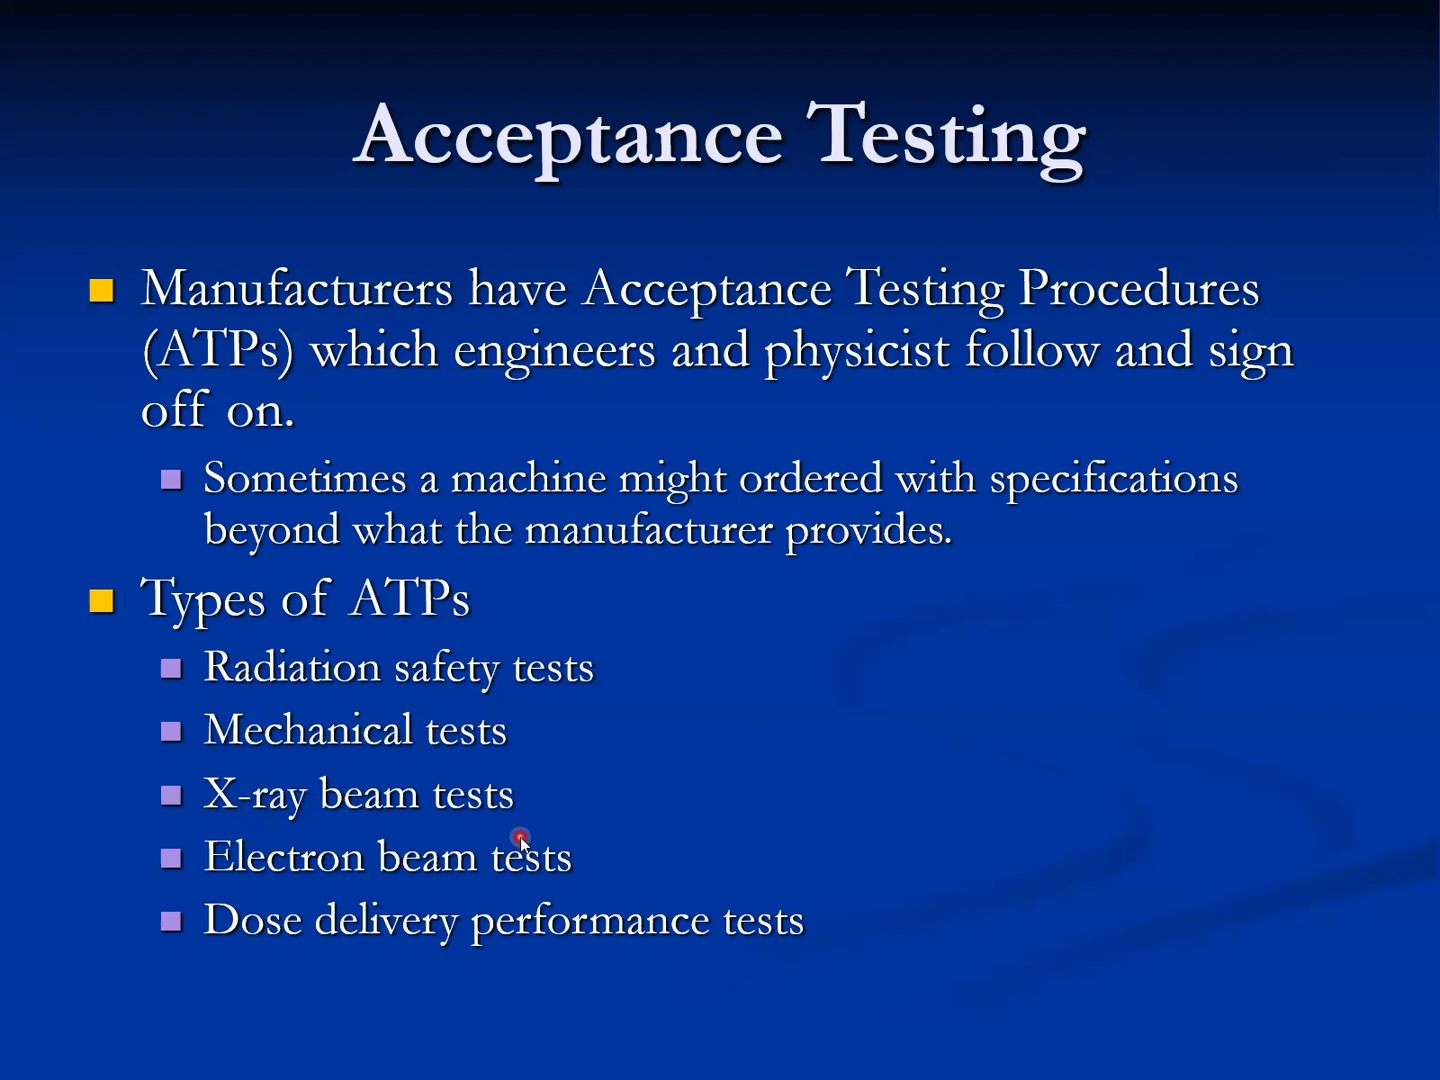 Acceptance Testing
Manufacturers have Acceptance Testing Procedures
(ATPs) which engineers and physicist follow and sign
off on.
Sometimes a machine might ordered with specifications
beyond what the manufacturer provides.
Types of ATPs
Radiation safety tests
Mechanical tests
X-ray beam tests
Electron beam tests
Dose delivery performance tests